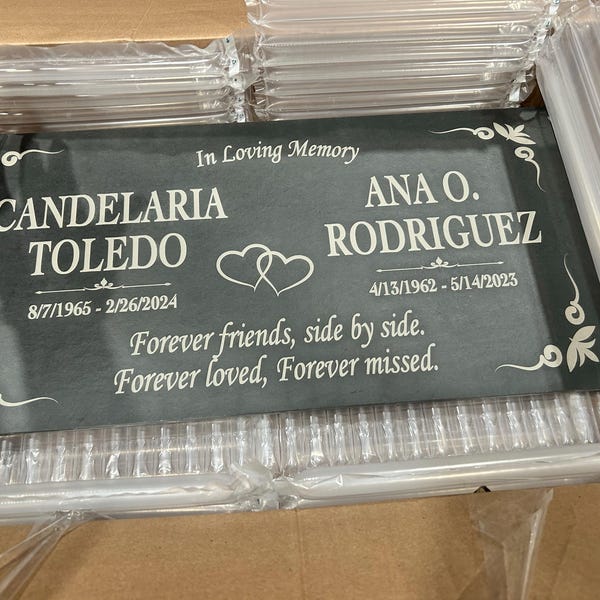 In Loving Memory
CANDELARIA
TOLEDO
8/7/1965 - 2/26/2024
ANA O.
RODRIGUEZ
4/13/1962 - 5/14/2023
Forever friends, side by side.
Forever loved, Forever missed.